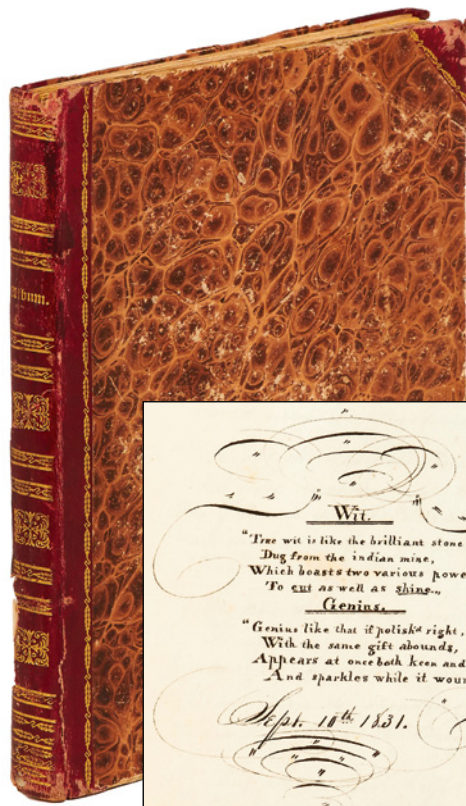 Album.
Wit.
"True wit is like the brilliant stone
Dug from the indian mine,
Which boasts two various powe
To cut as well as shine.,,
Genius.
"Genius like that if polish'd right,
With the same gift abounds,
Appears at once both keen and
And sparkles while it wour
Sept. 10th 1831.